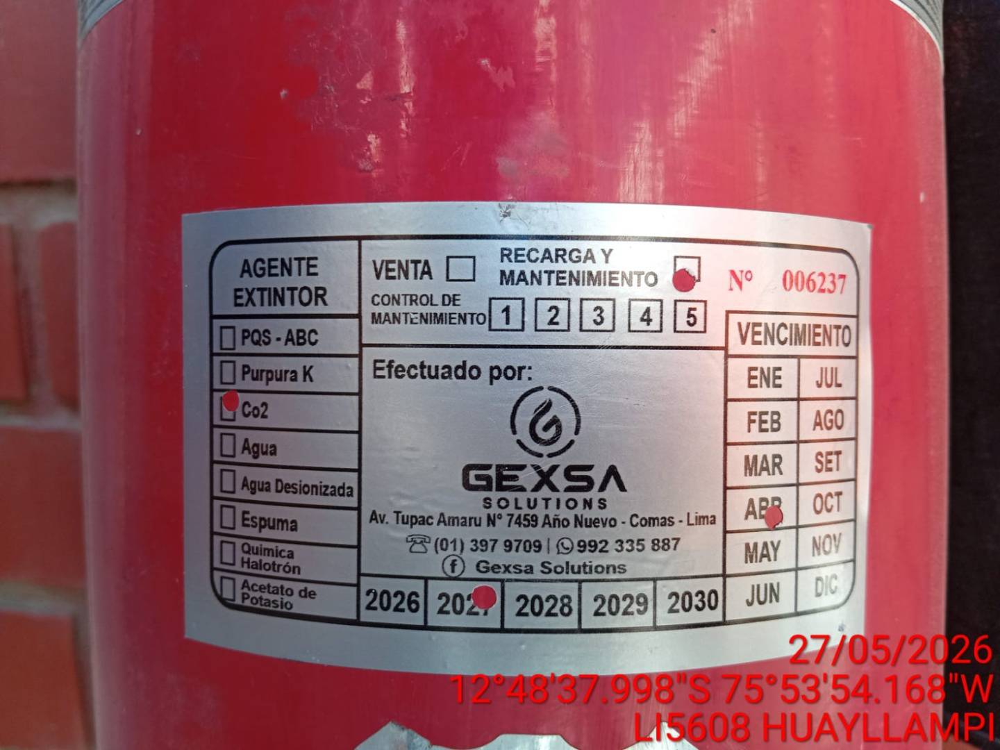 AGENTE
EXTINTOR
PQS - ABC
Purpura K
Co2
Agua
Agua Desionizada
Espuma
Quimica
Halotrón
Acetato de
Potasio
VENTA
RECARGA Y
MANTENIMIENTO
Nº 006237
CONTROL DE
MANTENIMIENTO 1 2 3 4 5
Efectuado por:
GEXSA
SOLUTIONS
Av. Tupac Amaru N° 7459 Año Nuevo - Comas - Lima
(01) 397 9709 | 992 335 887
f Gexsa Solutions
2026 2027 2028 2029 2030
VENCIMIENTO
ENE JUL
FEB AGO
MAR SET
ABR OCT
MAY NOV
JUN DIC
27/05/2026
12°48'37.998"S 75°53'54.168"W
LI5608 HUAYLLAMPI